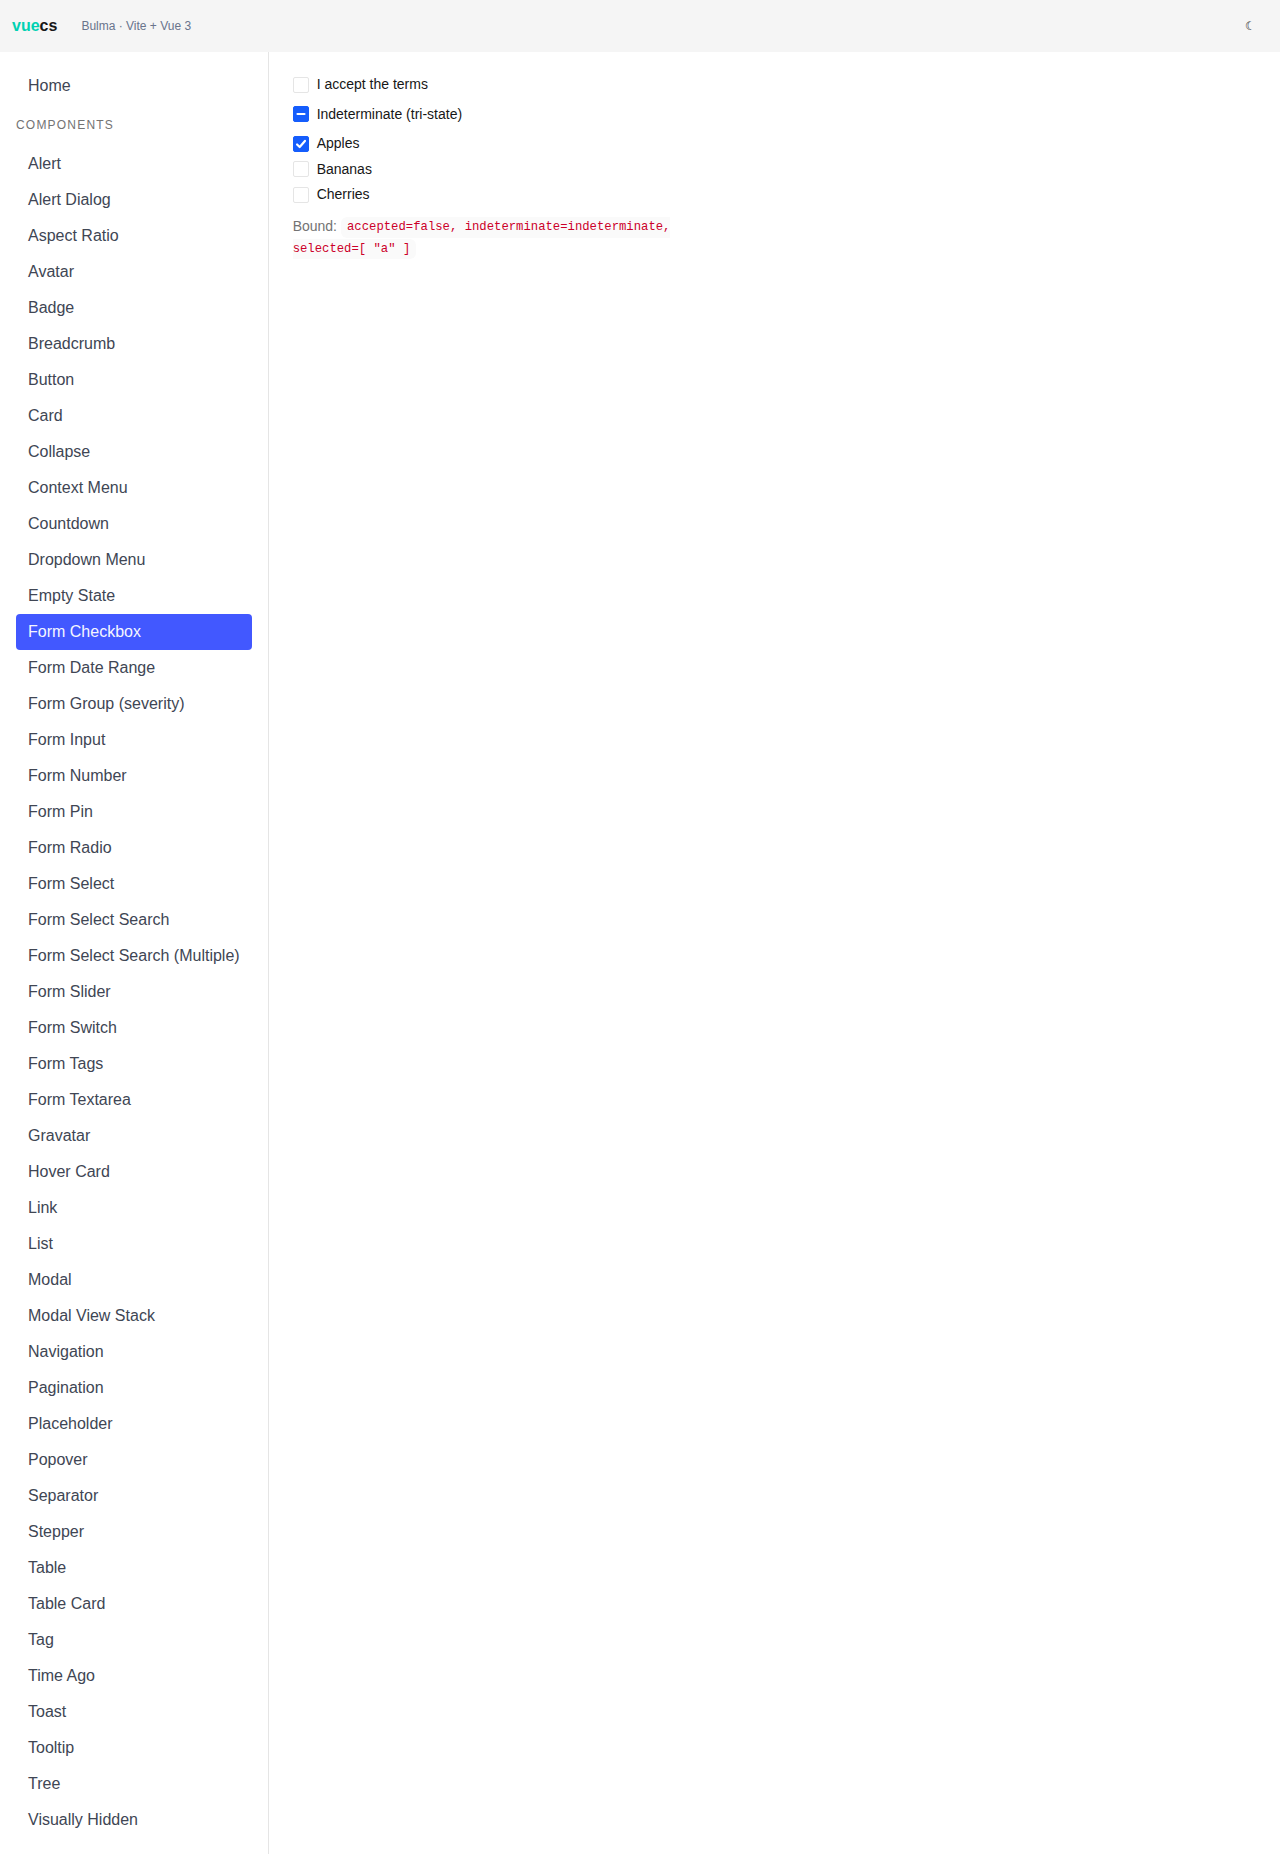 vuecs
Bulma · Vite + Vue 3
☾
Home
COMPONENTS
Alert
Alert Dialog
Aspect Ratio
Avatar
Badge
Breadcrumb
Button
Card
Collapse
Context Menu
Countdown
Dropdown Menu
Empty State
Form Checkbox
Form Date Range
Form Group (severity)
Form Input
Form Number
Form Pin
Form Radio
Form Select
Form Select Search
Form Select Search (Multiple)
Form Slider
Form Switch
Form Tags
Form Textarea
Gravatar
Hover Card
Link
List
Modal
Modal View Stack
Navigation
Pagination
Placeholder
Popover
Separator
Stepper
Table
Table Card
Tag
Time Ago
Toast
Tooltip
Tree
Visually Hidden
I accept the terms
Indeterminate (tri-state)
Apples
Bananas
Cherries
Bound: accepted=false, indeterminate=indeterminate,
selected=[ "a" ]